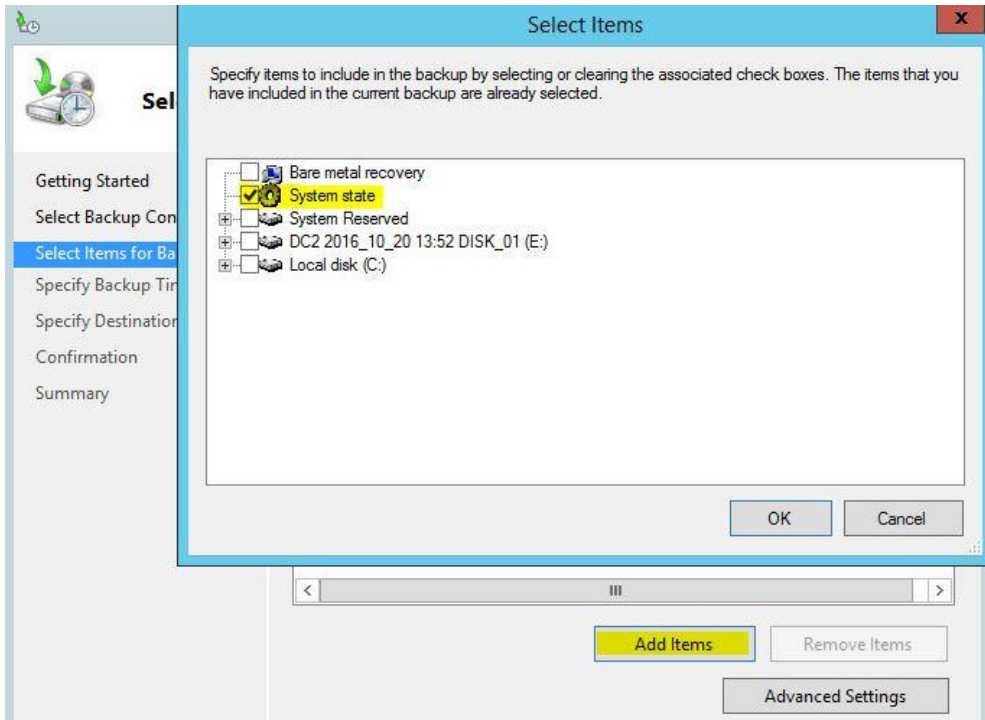 Select Items
x
Specify items to include in the backup by selecting or clearing the associated check boxes. The items that you
have included in the current backup are already selected.
Sel
Bare metal recovery
System state
System Reserved
DC2 2016_10_20 13:52 DISK_01 (E:)
Local disk (C:)
Getting Started
Select Backup Con
Select Items for Ba
Specify Backup Tir
Specify Destination
Confirmation
Summary
OK Cancel
Add Items Remove Items
Advanced Settings